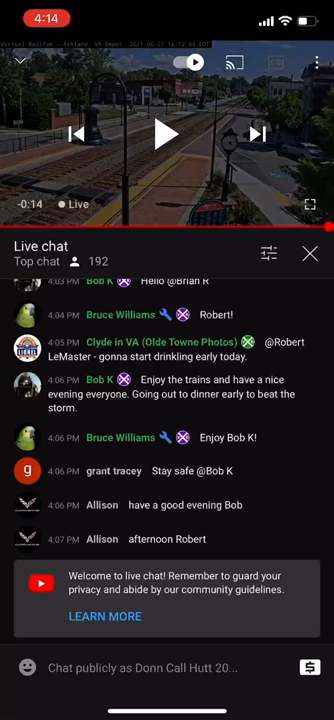 4:14
Virtual Railfan - Ashland, VA Depot 2021-06-27 16:12:04 EDT
-0:14 Live
Live chat
Top chat 192
4:03 PM Bob K Hello @Brian R
4:04 PM Bruce Williams Robert!
4:05 PM Clyde in VA (Olde Towne Photos) @Robert
LeMaster - gonna start drinking early today.
4:06 PM Bob K Enjoy the trains and have a nice
evening everyone. Going out to dinner early to beat the
storm.
4:06 PM Bruce Williams Enjoy Bob K!
g 4:06 PM grant tracey Stay safe @Bob K
4:06 PM Allison have a good evening Bob
4:07 PM Allison afternoon Robert
Welcome to live chat! Remember to guard your
privacy and abide by our community guidelines.
LEARN MORE
Chat publicly as Donn Call Hutt 20...